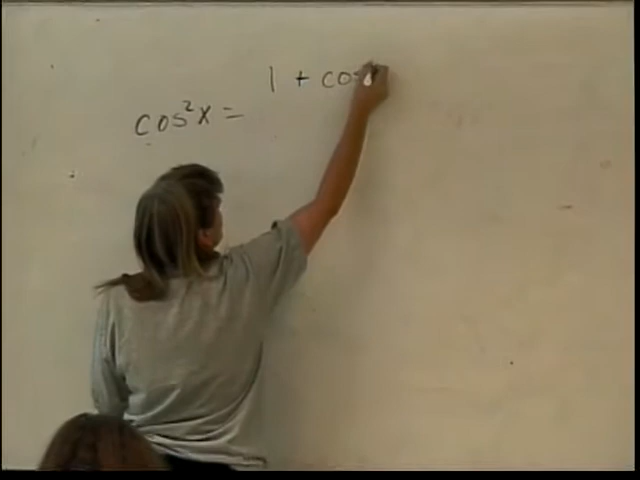 1 + cos
cos²x =